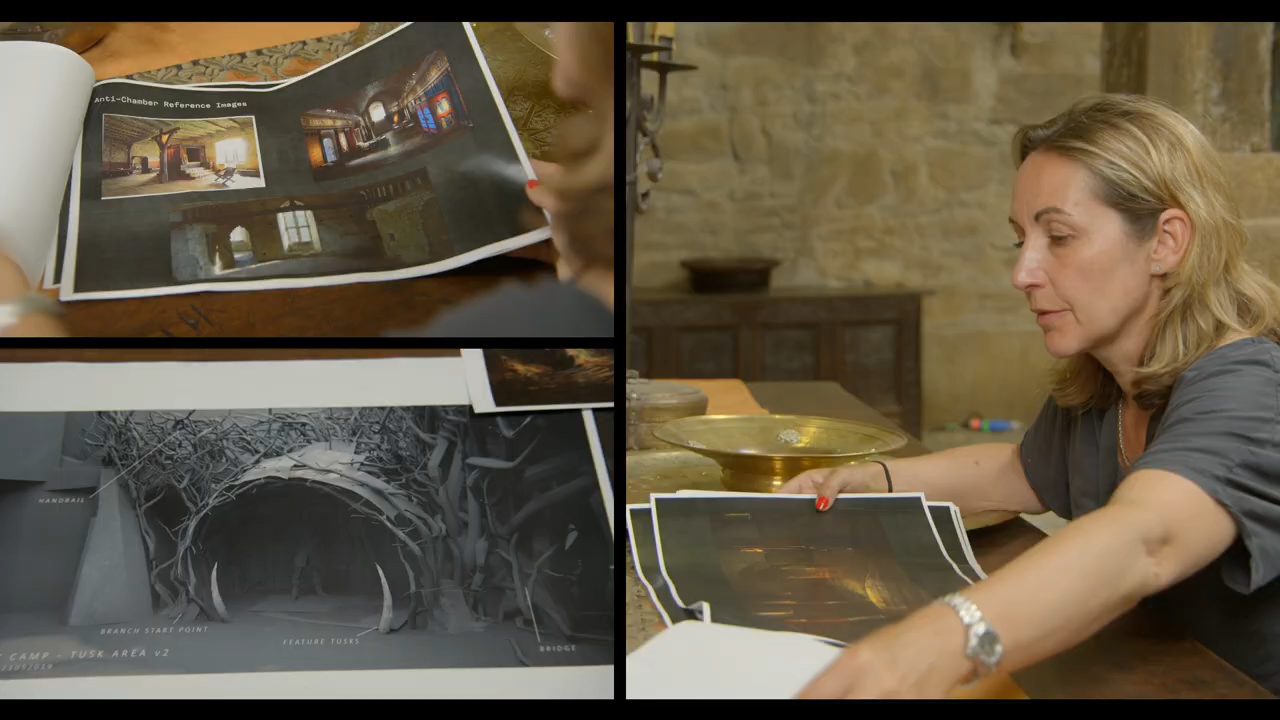 Anti-Chamber Reference Images
HANDRAIL
BRANCH START POINT
FEATURE TUSKS
BRIDGE
CAMP - TUSK AREA v2